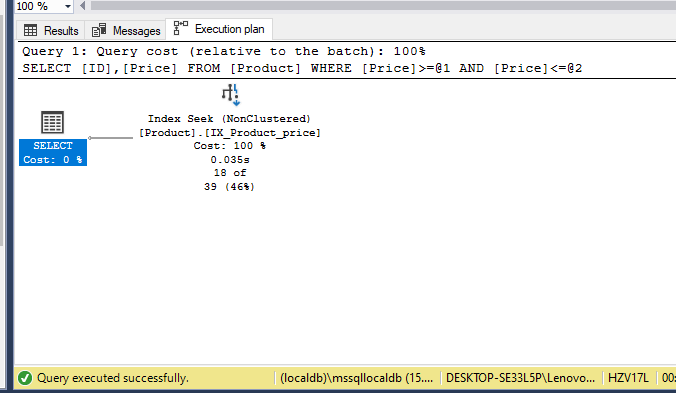 100 %
Results Messages Execution plan
Query 1: Query cost (relative to the batch): 100%
SELECT [ID],[Price] FROM [Product] WHERE [Price]>=@1 AND [Price]<=@2
Index Seek (NonClustered)
[Product].[IX_Product_price]
SELECT
Cost: 0 %
Cost: 100 %
0.035s
18 of
39 (46%)
Query executed successfully. (localdb)\mssqllocaldb (15.... DESKTOP-SE33L5P\Lenovo... HZV17L 00: